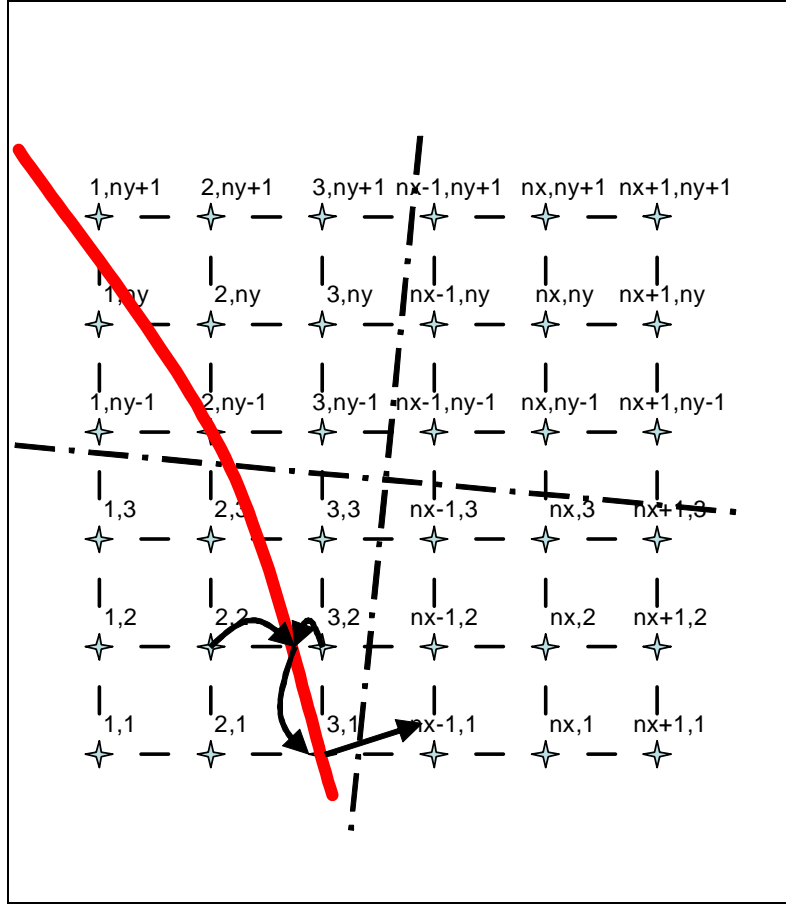 1,ny+1 2,ny+1 3,ny+1 nx-1,ny+1 nx,ny+1 nx+1,ny+1
1,ny 2,ny 3,ny nx-1,ny nx,ny nx+1,ny
1,ny-1 2,ny-1 3,ny-1 nx-1,ny-1 nx,ny-1 nx+1,ny-1
1,3 2,3 3,3 nx-1,3 nx,3 nx+1,3
1,2 2,2 3,2 nx-1,2 nx,2 nx+1,2
1,1 2,1 3,1 nx-1,1 nx,1 nx+1,1